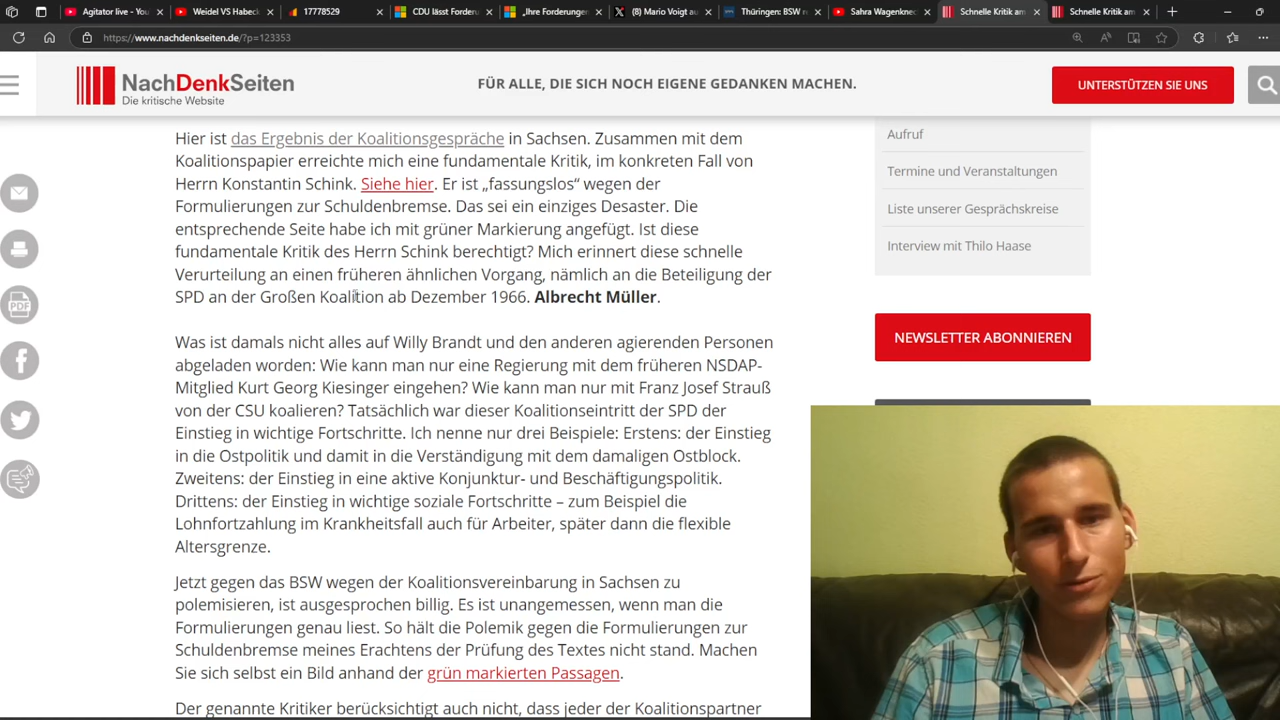 Agitator live - You
Weidel VS Habec
17778529
CDU lässt Forderu
„Ihre Forderungen
(8) Mario Voigt au
Thüringen: BSW n
Sahra Wagenknec
Schnelle Kritik am
Schnelle Kritik am
https://www.nachdenkseiten.de/?p=123353
NachDenkSeiten
Die kritische Website
FÜR ALLE, DIE SICH NOCH EIGENE GEDANKEN MACHEN.
UNTERSTÜTZEN SIE UNS
Hier ist das Ergebnis der Koalitionsgespräche in Sachsen. Zusammen mit dem
Koalitionspapier erreichte mich eine fundamentale Kritik, im konkreten Fall von
Herrn Konstantin Schink. Siehe hier. Er ist „fassungslos“ wegen der
Formulierungen zur Schuldenbremse. Das sei ein einziges Desaster. Die
entsprechende Seite habe ich mit grüner Markierung angefügt. Ist diese
fundamentale Kritik des Herrn Schink berechtigt? Mich erinnert diese schnelle
Verurteilung an einen früheren ähnlichen Vorgang, nämlich an die Beteiligung der
SPD an der Großen Koalition ab Dezember 1966. Albrecht Müller.
Was ist damals nicht alles auf Willy Brandt und den anderen agierenden Personen
abgeladen worden: Wie kann man nur eine Regierung mit dem früheren NSDAP-
Mitglied Kurt Georg Kiesinger eingehen? Wie kann man nur mit Franz Josef Strauß
von der CSU koalieren? Tatsächlich war dieser Koalitionseintritt der SPD der
Einstieg in wichtige Fortschritte. Ich nenne nur drei Beispiele: Erstens: der Einstieg
in die Ostpolitik und damit in die Verständigung mit dem damaligen Ostblock.
Zweitens: der Einstieg in eine aktive Konjunktur- und Beschäftigungspolitik.
Drittens: der Einstieg in wichtige soziale Fortschritte – zum Beispiel die
Lohnfortzahlung im Krankheitsfall auch für Arbeiter, später dann die flexible
Altersgrenze.
Jetzt gegen das BSW wegen der Koalitionsvereinbarung in Sachsen zu
polemisieren, ist ausgesprochen billig. Es ist unangemessen, wenn man die
Formulierungen genau liest. So hält die Polemik gegen die Formulierungen zur
Schuldenbremse meines Erachtens der Prüfung des Textes nicht stand. Machen
Sie sich selbst ein Bild anhand der grün markierten Passagen.
Der genannte Kritiker berücksichtigt auch nicht, dass jeder der Koalitionspartner
Aufruf
Termine und Veranstaltungen
Liste unserer Gesprächskreise
Interview mit Thilo Haase
NEWSLETTER ABONNIEREN
PDF